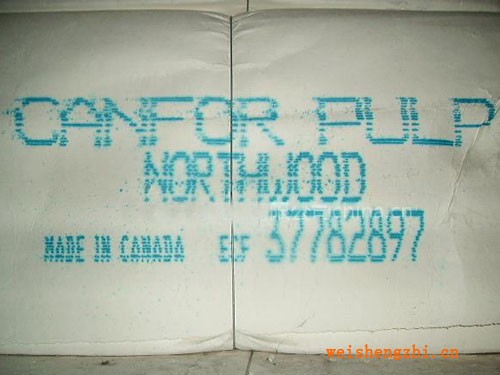 CANFOR PULP
NORTHWOOD
MADE IN CANADA ECF 37782897
weishengzhi.cn